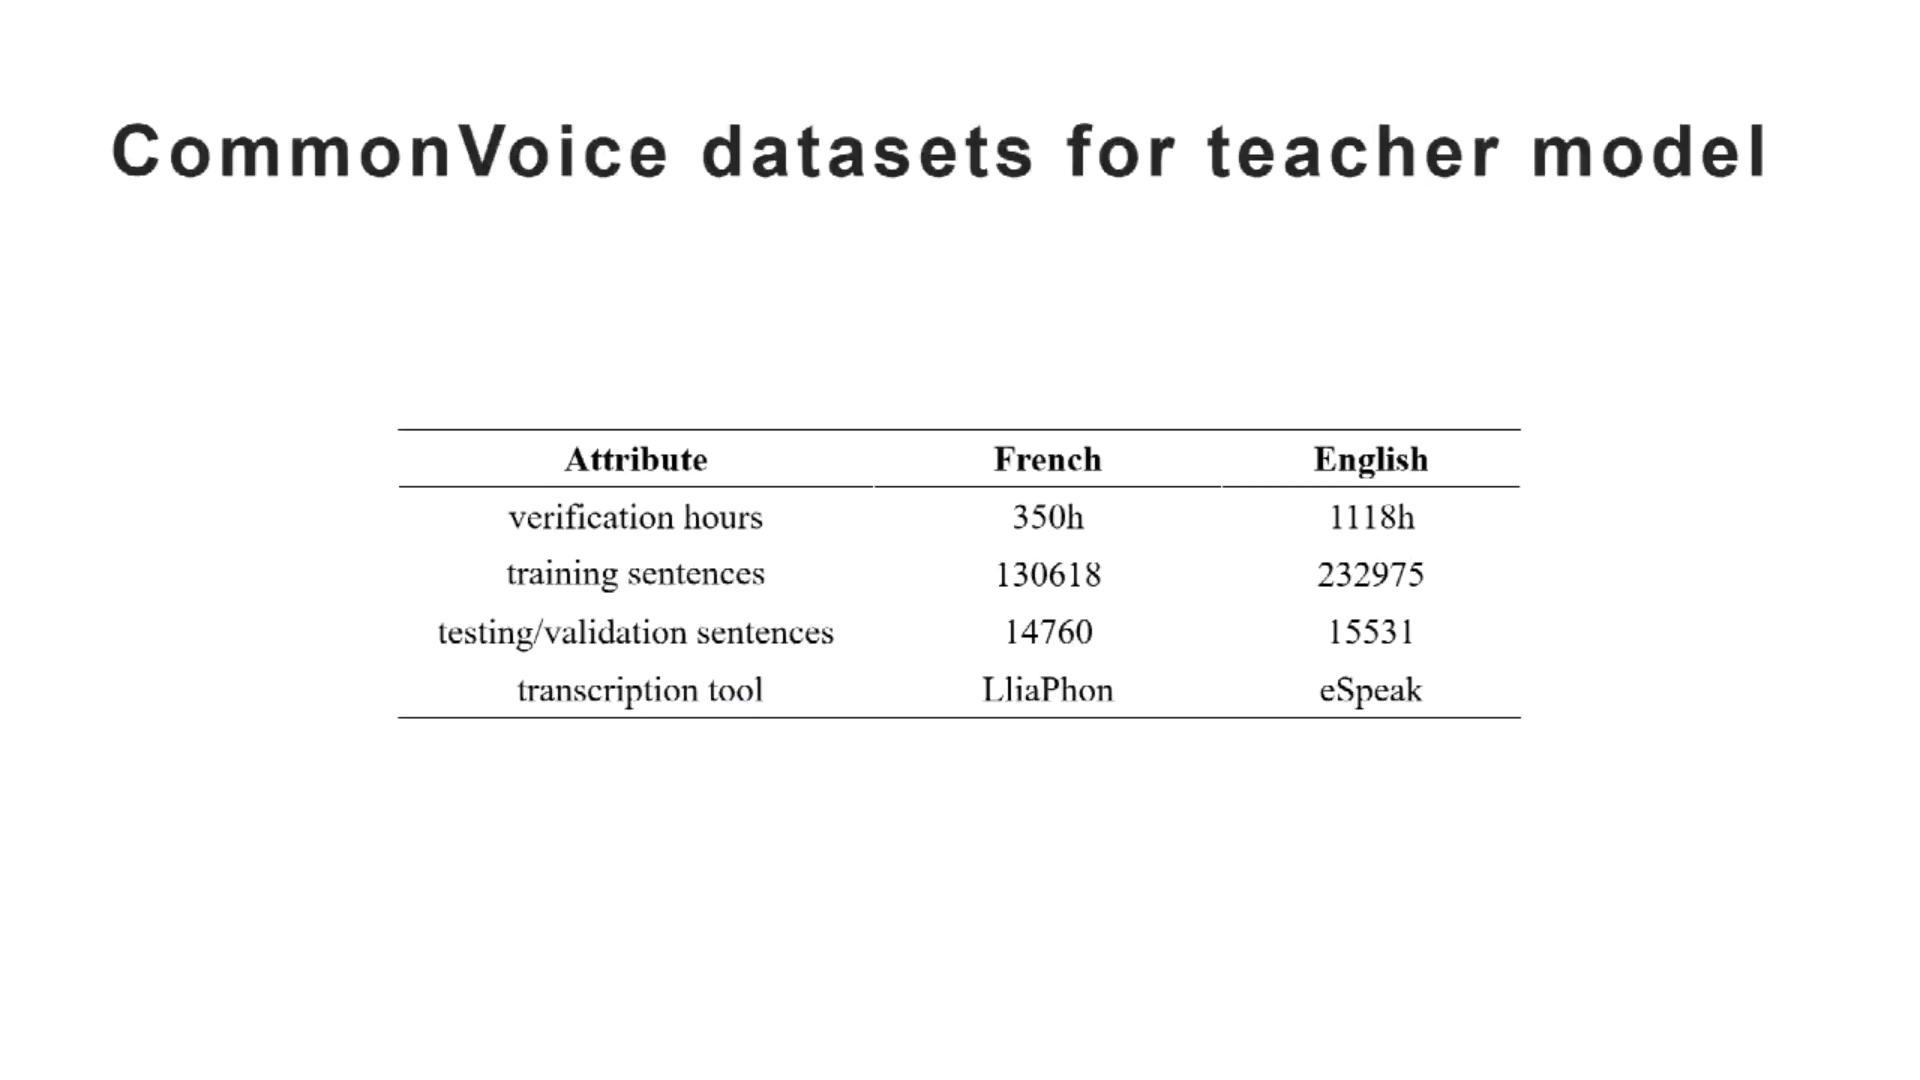 CommonVoice datasets for teacher model
Attribute French English
verification hours 350h 1118h
training sentences 130618 232975
testing/validation sentences 14760 15531
transcription tool LliaPhon eSpeak